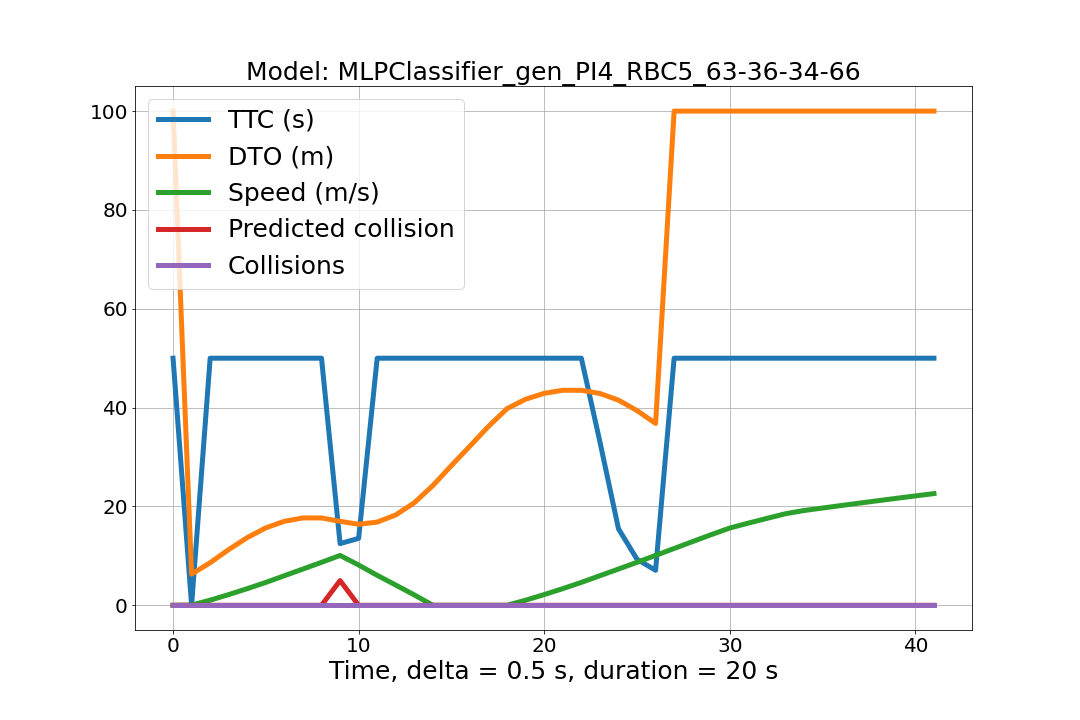 Model: MLPClassifier_gen_PI4_RBC5_63-36-34-66
TTC (s)
DTO (m)
Speed (m/s)
Predicted collision
Collisions
100
80
60
40
20
0
0 10 20 30 40
Time, delta = 0.5 s, duration = 20 s